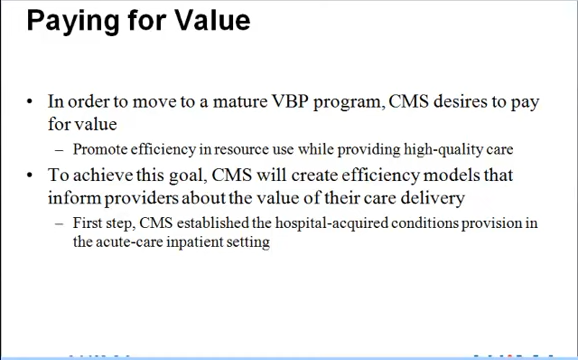 Paying for Value
• In order to move to a mature VBP program, CMS desires to pay
for value
– Promote efficiency in resource use while providing high-quality care
• To achieve this goal, CMS will create efficiency models that
inform providers about the value of their care delivery
– First step, CMS established the hospital-acquired conditions provision in
the acute-care inpatient setting